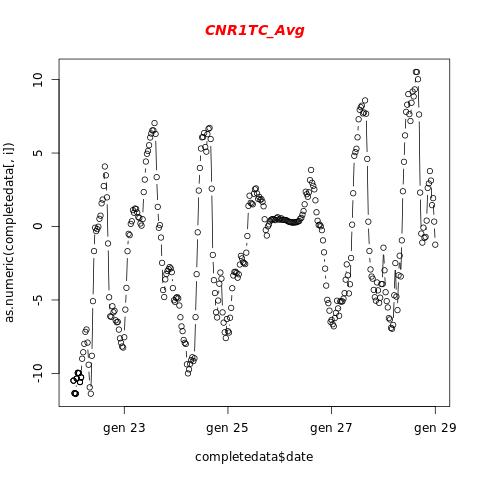 CNR1TC_Avg
as.numeric(completedata[, i])
10
5
0
-5
-10
gen 23
gen 25
gen 27
gen 29
completedata$date